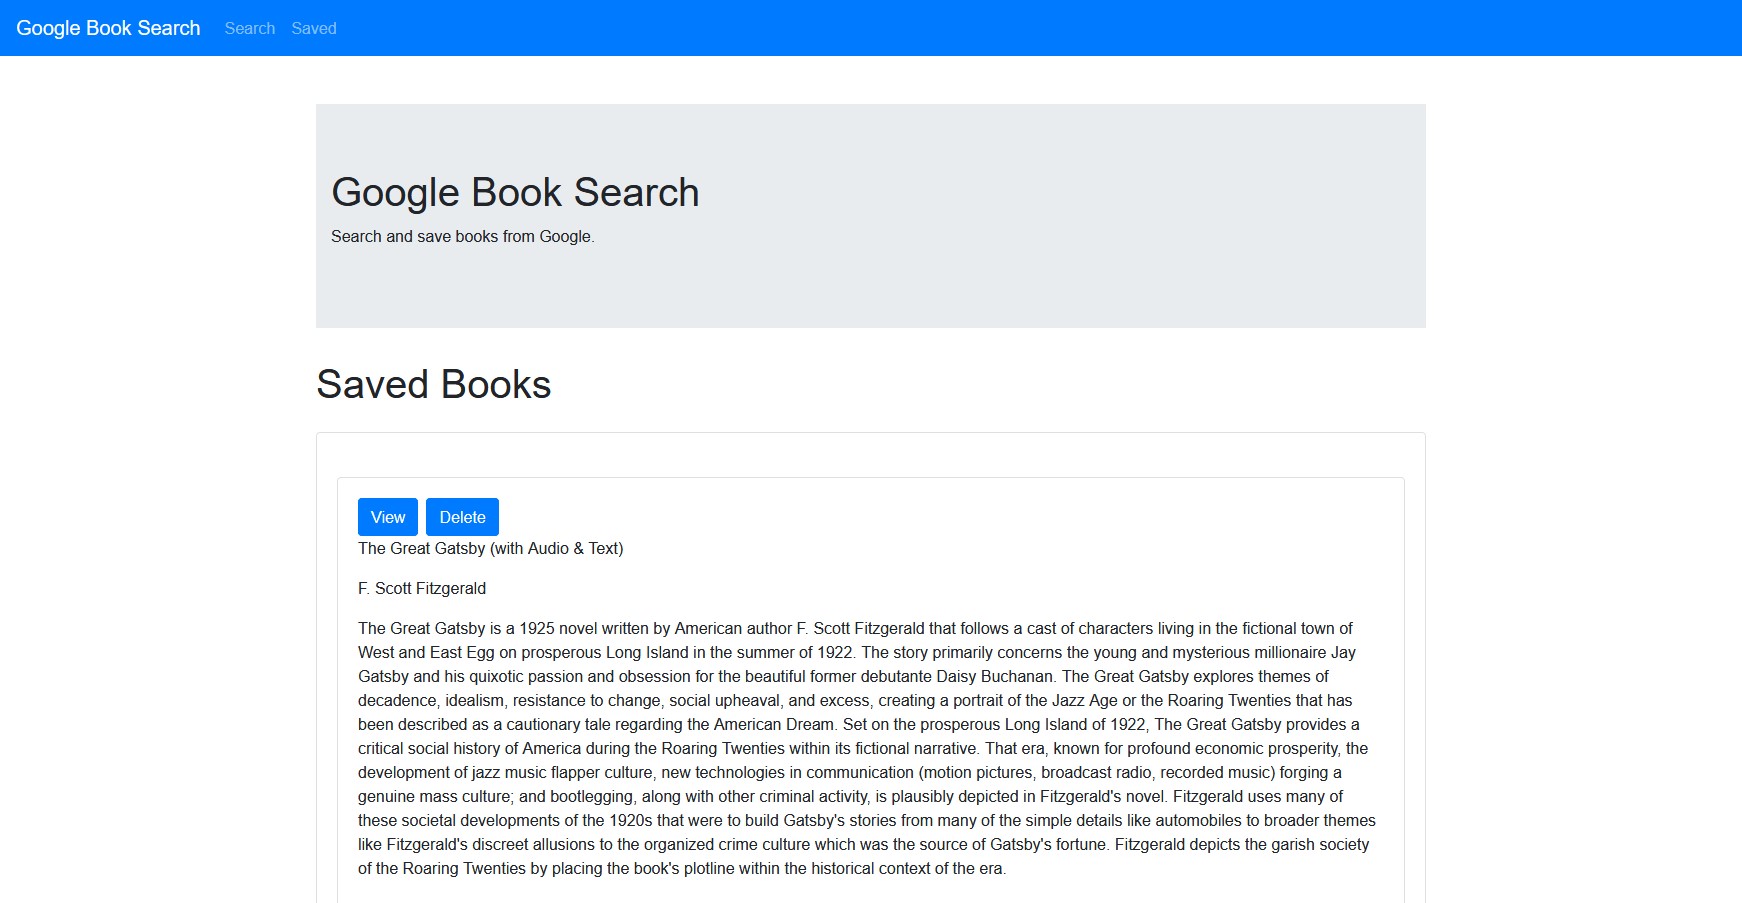 Google Book Search Search Saved
Google Book Search
Search and save books from Google.
Saved Books
View Delete
The Great Gatsby (with Audio & Text)
F. Scott Fitzgerald
The Great Gatsby is a 1925 novel written by American author F. Scott Fitzgerald that follows a cast of characters living in the fictional town of
West and East Egg on prosperous Long Island in the summer of 1922. The story primarily concerns the young and mysterious millionaire Jay
Gatsby and his quixotic passion and obsession for the beautiful former debutante Daisy Buchanan. The Great Gatsby explores themes of
decadence, idealism, resistance to change, social upheaval, and excess, creating a portrait of the Jazz Age or the Roaring Twenties that has
been described as a cautionary tale regarding the American Dream. Set on the prosperous Long Island of 1922, The Great Gatsby provides a
critical social history of America during the Roaring Twenties within its fictional narrative. That era, known for profound economic prosperity, the
development of jazz music flapper culture, new technologies in communication (motion pictures, broadcast radio, recorded music) forging a
genuine mass culture; and bootlegging, along with other criminal activity, is plausibly depicted in Fitzgerald's novel. Fitzgerald uses many of
these societal developments of the 1920s that were to build Gatsby's stories from many of the simple details like automobiles to broader themes
like Fitzgerald's discreet allusions to the organized crime culture which was the source of Gatsby's fortune. Fitzgerald depicts the garish society
of the Roaring Twenties by placing the book's plotline within the historical context of the era.